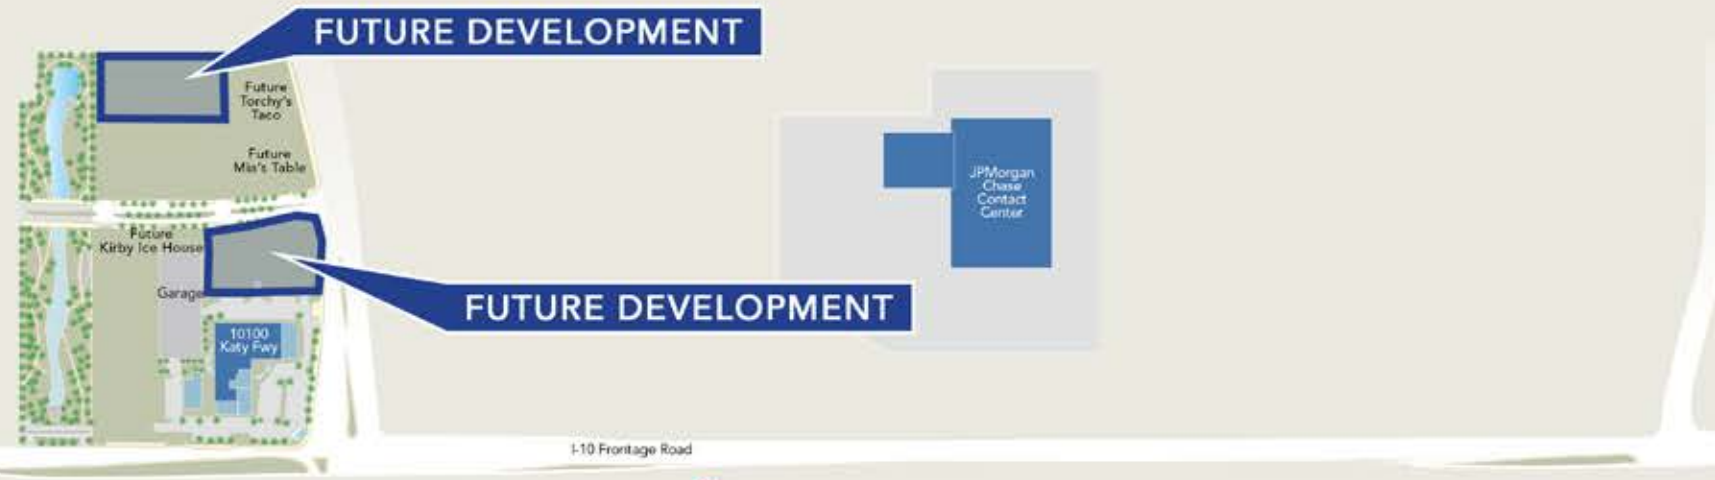 FUTURE DEVELOPMENT
Future
Torchy's
Taco
Future
Mia's Table
JPMorgan
Chase
Contact
Center
Future
Kirby Ice House
Garage
FUTURE DEVELOPMENT
10100
Katy Fwy
I-10 Frontage Road